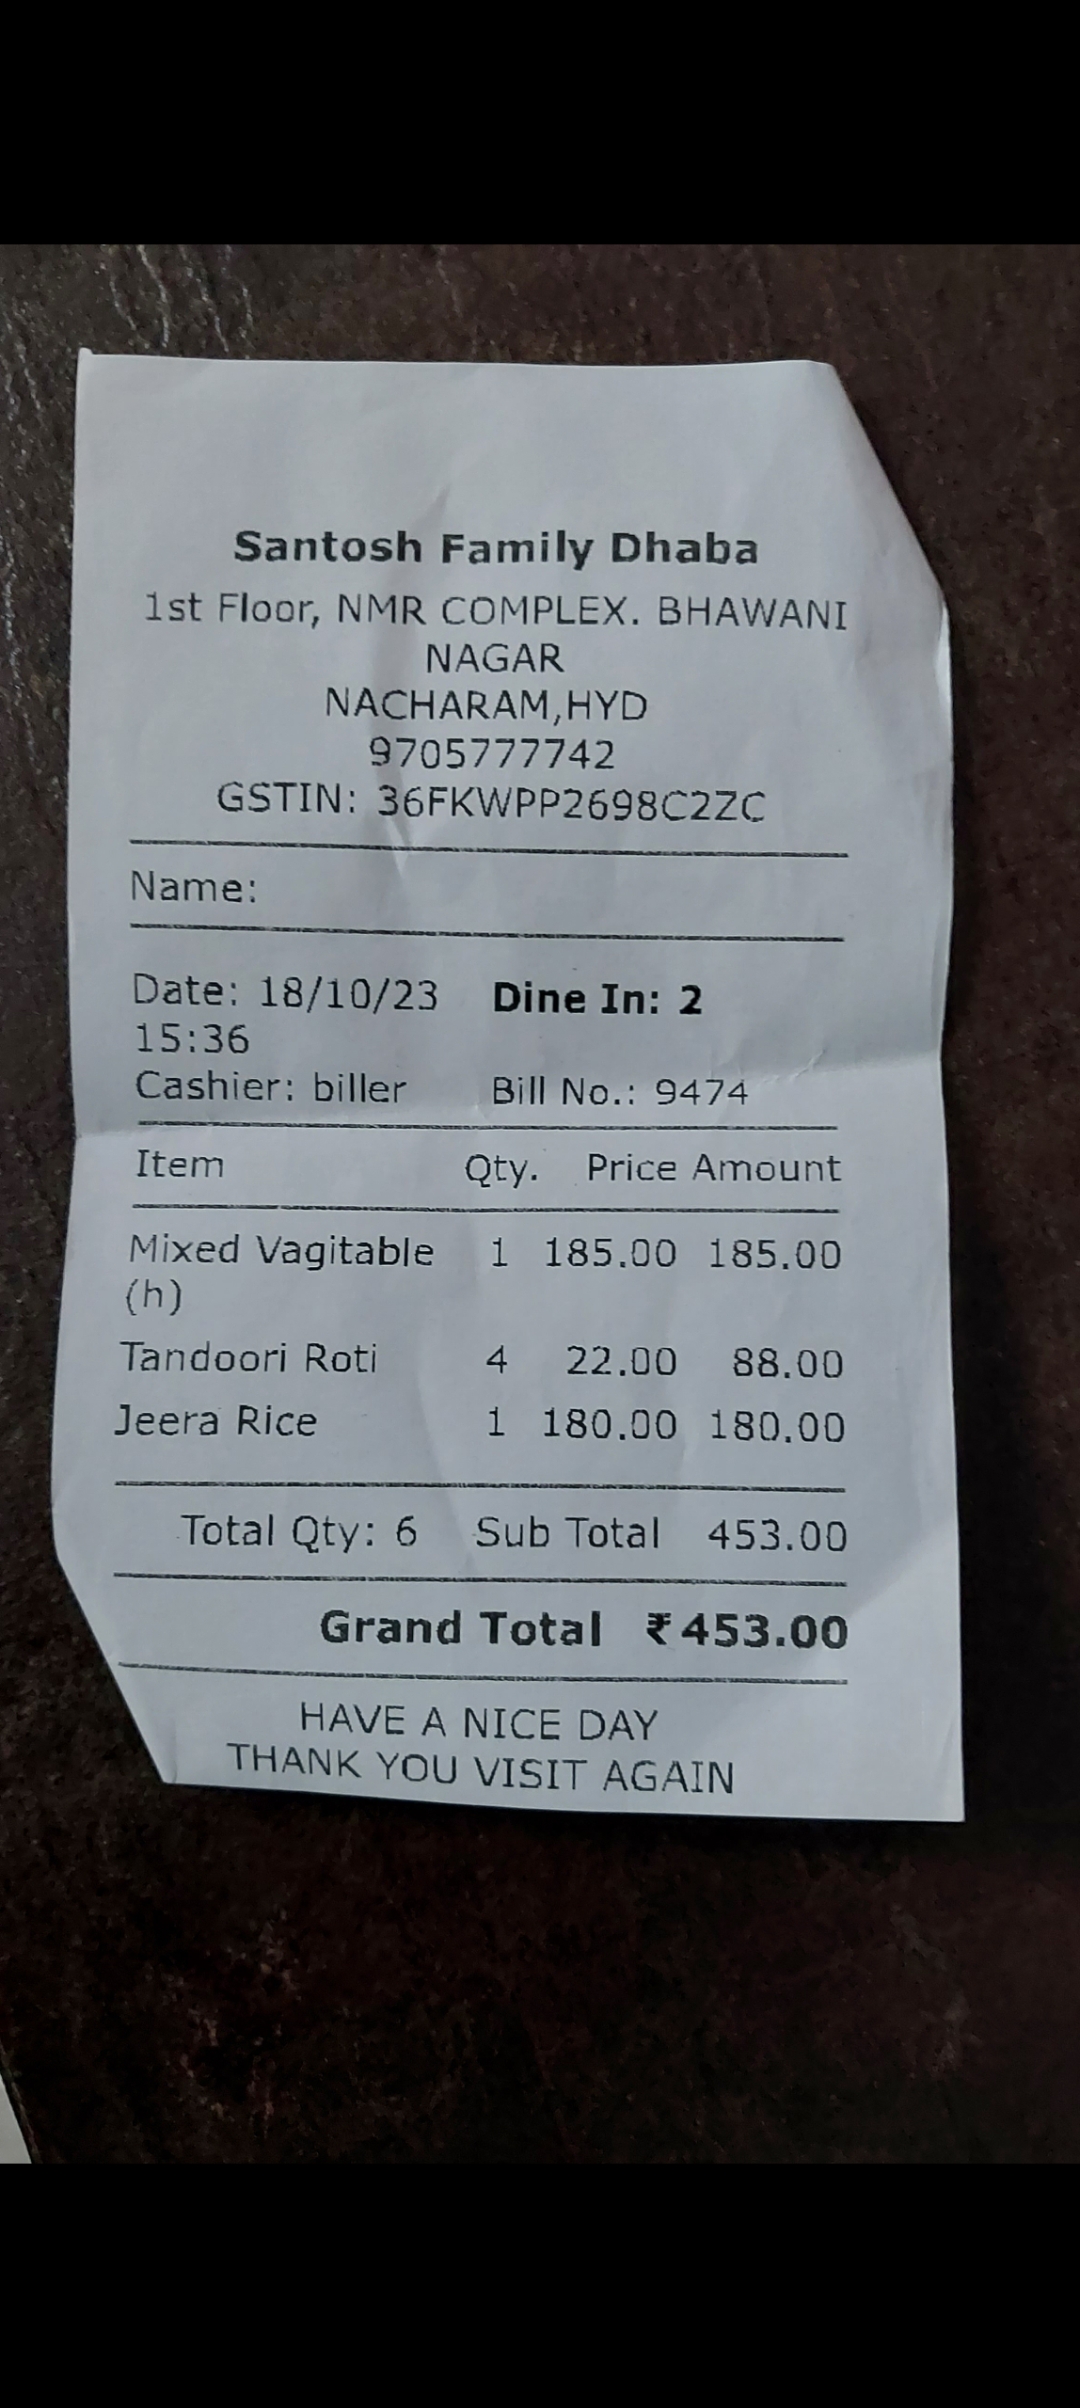 Santosh Family Dhaba
1st Floor, NMR COMPLEX. BHAWANI
NAGAR
NACHARAM,HYD
9705777742
GSTIN: 36FKWPP2698C2ZC
Name:
Date: 18/10/23 Dine In: 2
15:36
Cashier: biller Bill No.: 9474
Item Qty. Price Amount
Mixed Vagitable 1 185.00 185.00
(h)
Tandoori Roti 4 22.00 88.00
Jeera Rice 1 180.00 180.00
Total Qty: 6 Sub Total 453.00
Grand Total ₹453.00
HAVE A NICE DAY
THANK YOU VISIT AGAIN